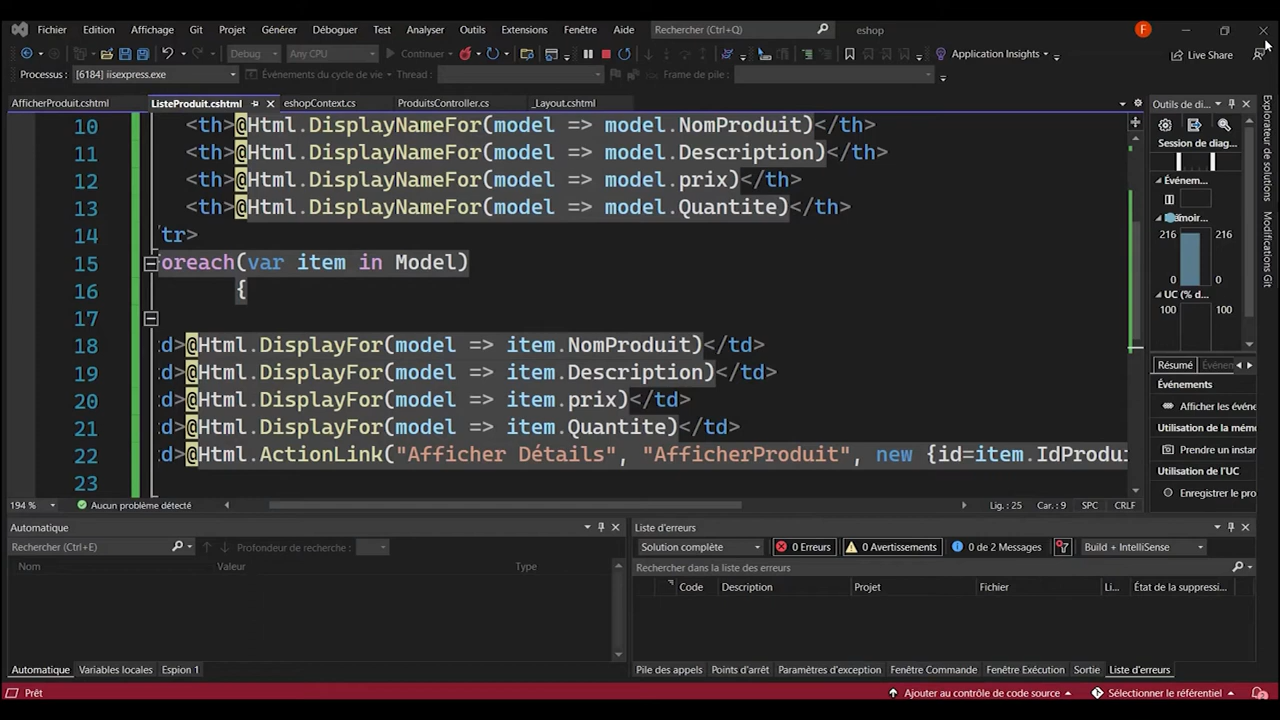 Fichier Edition Affichage Git Projet Générer Déboguer Test Analyser Outils Extensions Fenêtre Aide Rechercher (Ctrl+Q) eshop F
Debug Any CPU Continuer Application Insights Live Share
Processus : [6184] iisexpress.exe Événements du cycle de vie Thread : Frame de pile :
AfficherProduit.cshtml ListeProduit.cshtml eshopContext.cs ProduitsController.cs _Layout.cshtml
10 <th>@Html.DisplayNameFor(model => model.NomProduit)</th>
11 <th>@Html.DisplayNameFor(model => model.Description)</th>
12 <th>@Html.DisplayNameFor(model => model.prix)</th>
13 <th>@Html.DisplayNameFor(model => model.Quantite)</th>
14 /tr>
15 foreach(var item in Model)
16 {
17
18 td>@Html.DisplayFor(model => item.NomProduit)</td>
19 td>@Html.DisplayFor(model => item.Description)</td>
20 td>@Html.DisplayFor(model => item.prix)</td>
21 td>@Html.DisplayFor(model => item.Quantite)</td>
22 td>@Html.ActionLink("Afficher Détails", "AfficherProduit", new {id=item.IdProdui
23
194 % Aucun problème détecté Lig. : 25 Car. : 9 SPC CRLF
Outils de di...
Session de diag...
Événem...
216 216
0 0
UC (% d...
100 100
Résumé Événen
Événements
Afficher les évén
Utilisation de la mém
Prendre un instar
Utilisation de l'UC
Enregistrer le pro
Explorateur de solutions
Modifications Git
Automatique
Rechercher (Ctrl+E) Profondeur de recherche :
Nom Valeur Type
Automatique Variables locales Espion 1
Liste d'erreurs
Solution complète 0 Erreurs 0 Avertissements 0 de 2 Messages Build + IntelliSense
Rechercher dans la liste des erreurs
Code Description Projet Fichier Li... État de la suppressi...
Pile des appels Points d'arrêt Paramètres d'exception Fenêtre Commande Fenêtre Exécution Sortie Liste d'erreurs
Prêt Ajouter au contrôle de code source Sélectionner le référentiel